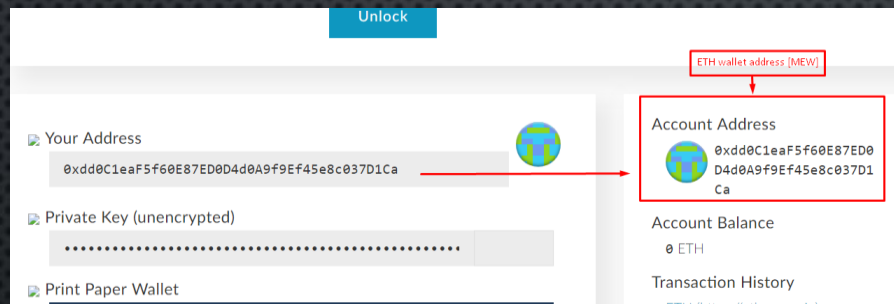 Unlock
ETH wallet address [MEW]
Your Address
0xdd0C1eaF5f60E87ED0D4d0A9f9Ef45e8c037D1Ca
Private Key (unencrypted)
Print Paper Wallet
Account Address
0xdd0C1eaF5f60E87ED0
D4d0A9f9Ef45e8c037D1
Ca
Account Balance
0 ETH
Transaction History